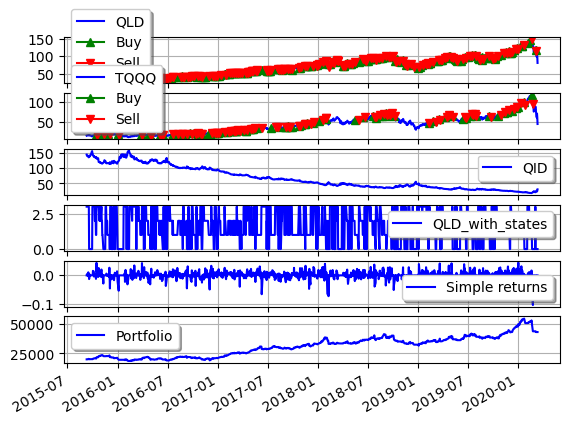 QLD
Buy
Sell
150
100
50
TQQQ
Buy
Sell
100
50
150
100
50
QID
2.5
0.0
QLD_with_states
0.0
−0.1
Simple returns
50000
25000
Portfolio
2015-07
2016-01
2016-07
2017-01
2017-07
2018-01
2018-07
2019-01
2019-07
2020-01